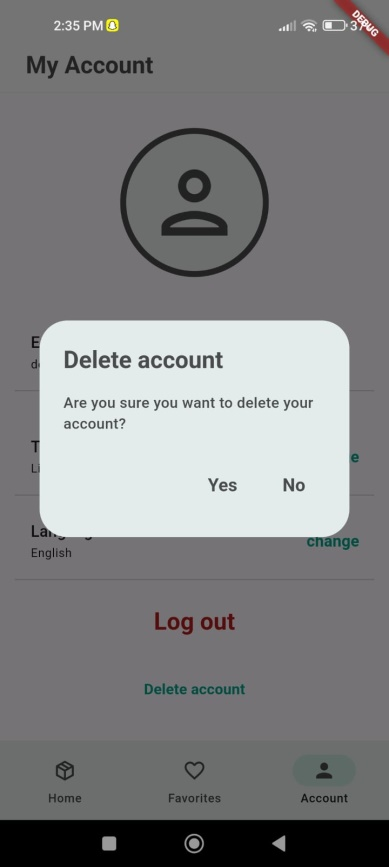 2:35 PM
DEBUG
My Account
Delete account
Are you sure you want to delete your
account?
Yes
No
English
change
Log out
Delete account
Home
Favorites
Account